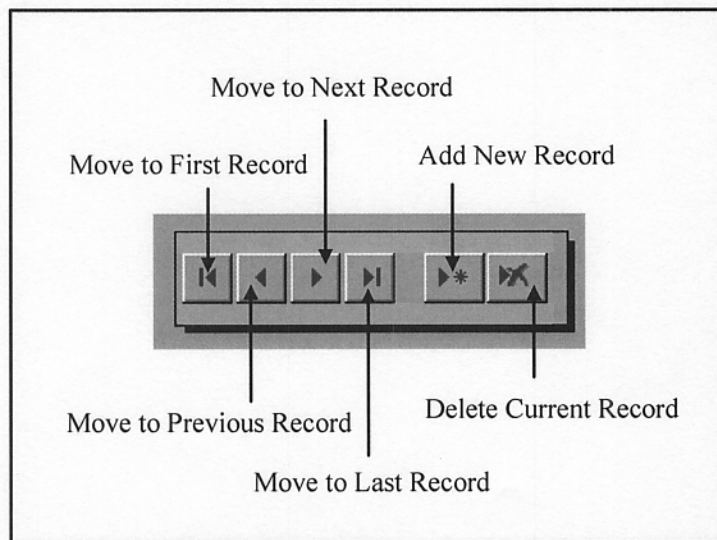 Move to Next Record
Add New Record
Move to First Record
Move to Previous Record
Delete Current Record
Move to Last Record